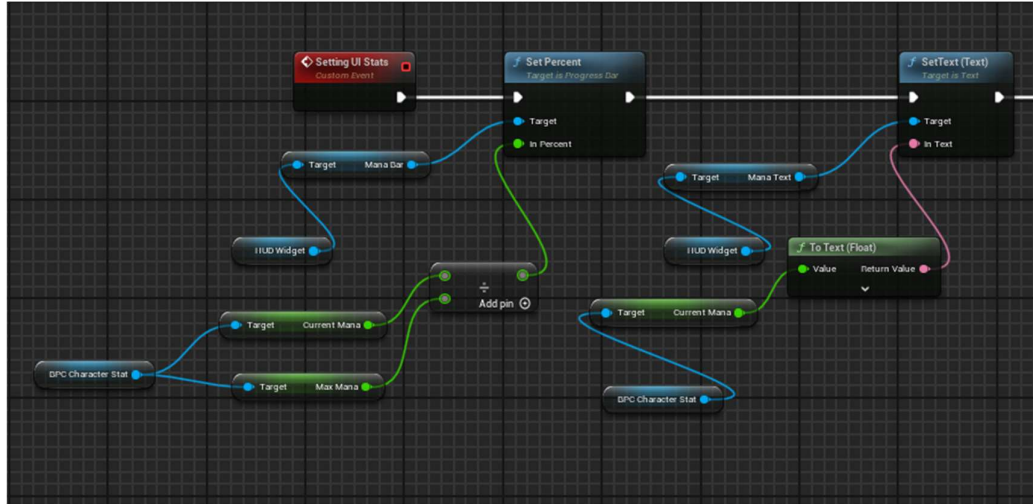 Setting UI Stats
Custom Event
Set Percent
Target is Progress Bar
Target
In Percent
SetText (Text)
Target is Text
Target
In Text
Target Mana Bar
HUD Widget
Target Mana Text
HUD Widget
To Text (Float)
Value Return Value
÷
Add pin
Target Current Mana
Target Current Mana
BPC Character Stat
Target Max Mana
BPC Character Stat